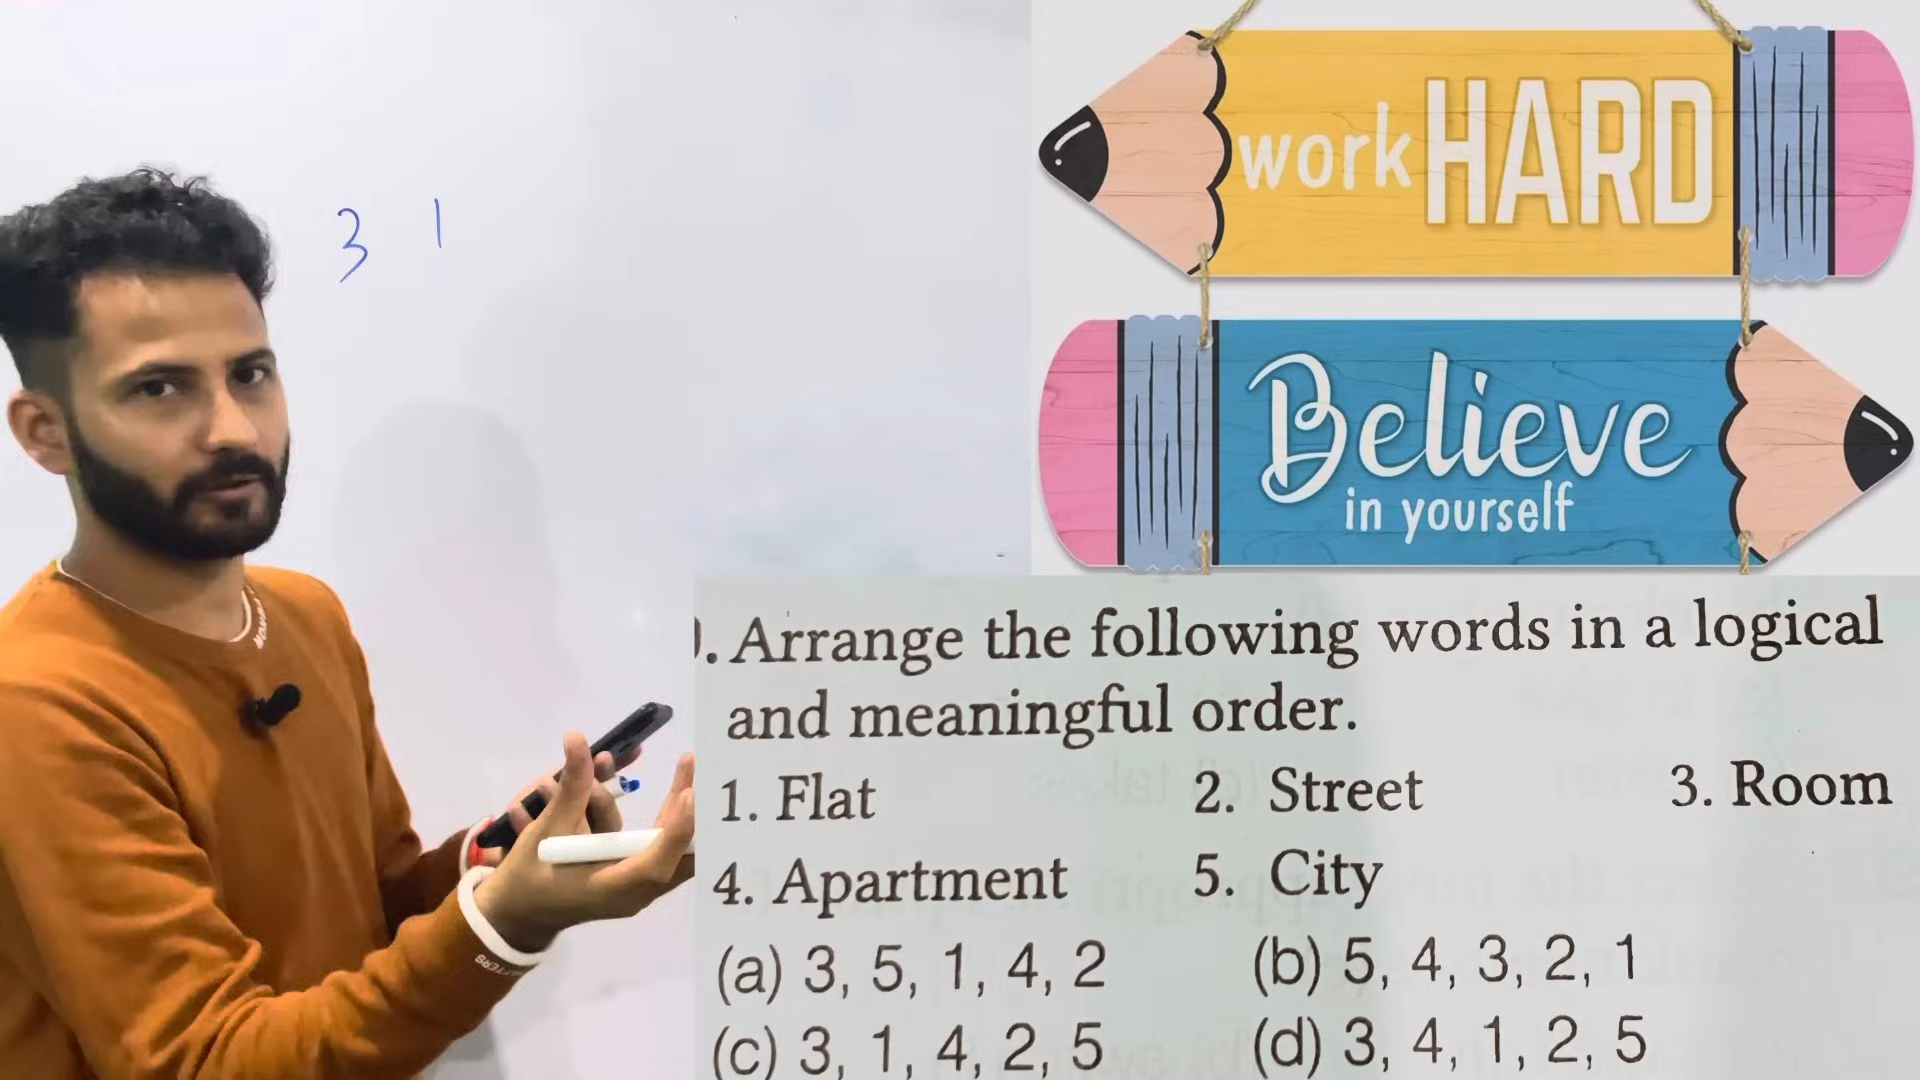 3 1
work HARD
Believe
in yourself
. Arrange the following words in a logical
and meaningful order.
1. Flat 2. Street 3. Room
4. Apartment 5. City
(a) 3, 5, 1, 4, 2 (b) 5, 4, 3, 2, 1
(c) 3, 1, 4, 2, 5 (d) 3, 4, 1, 2, 5